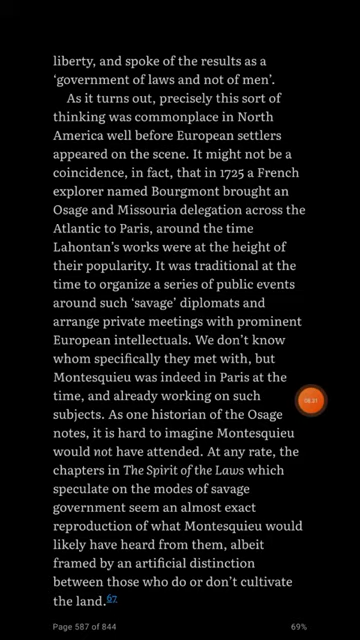 liberty, and spoke of the results as a
‘government of laws and not of men’.
As it turns out, precisely this sort of
thinking was commonplace in North
America well before European settlers
appeared on the scene. It might not be a
coincidence, in fact, that in 1725 a French
explorer named Bourgmont brought an
Osage and Missouria delegation across the
Atlantic to Paris, around the time
Lahontan’s works were at the height of
their popularity. It was traditional at the
time to organize a series of public events
around such ‘savage’ diplomats and
arrange private meetings with prominent
European intellectuals. We don’t know
whom specifically they met with, but
Montesquieu was indeed in Paris at the
time, and already working on such
subjects. As one historian of the Osage
notes, it is hard to imagine Montesquieu
would not have attended. At any rate, the
chapters in The Spirit of the Laws which
speculate on the modes of savage
government seem an almost exact
reproduction of what Montesquieu would
likely have heard from them, albeit
framed by an artificial distinction
between those who do or don’t cultivate
the land.67
Page 587 of 844 69%